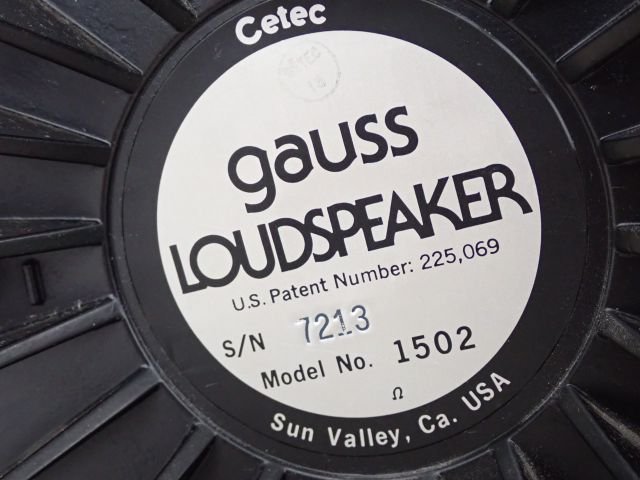 Cetec
gauss
LOUDSPEAKER
U.S. Patent Number: 225,069
S/N 7213
Model No. 1502
Ω
Sun Valley, Ca. USA